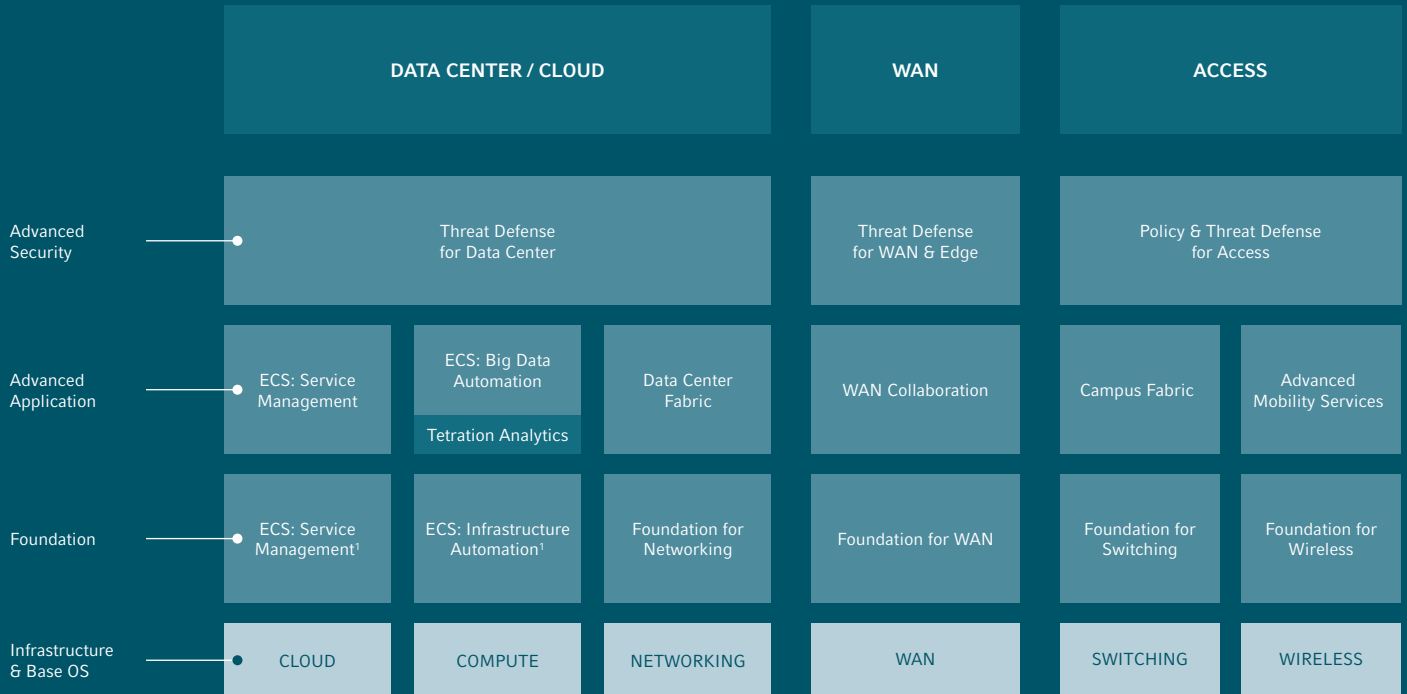 DATA CENTER / CLOUD
WAN
ACCESS
Advanced
Security
Threat Defense
for Data Center
Threat Defense
for WAN & Edge
Policy & Threat Defense
for Access
Advanced
Application
ECS: Service
Management
ECS: Big Data
Automation
Tetration Analytics
Data Center
Fabric
WAN Collaboration
Campus Fabric
Advanced
Mobility Services
Foundation
ECS: Service
Management¹
ECS: Infrastructure
Automation¹
Foundation for
Networking
Foundation for WAN
Foundation for
Switching
Foundation for
Wireless
Infrastructure
& Base OS
CLOUD
COMPUTE
NETWORKING
WAN
SWITCHING
WIRELESS